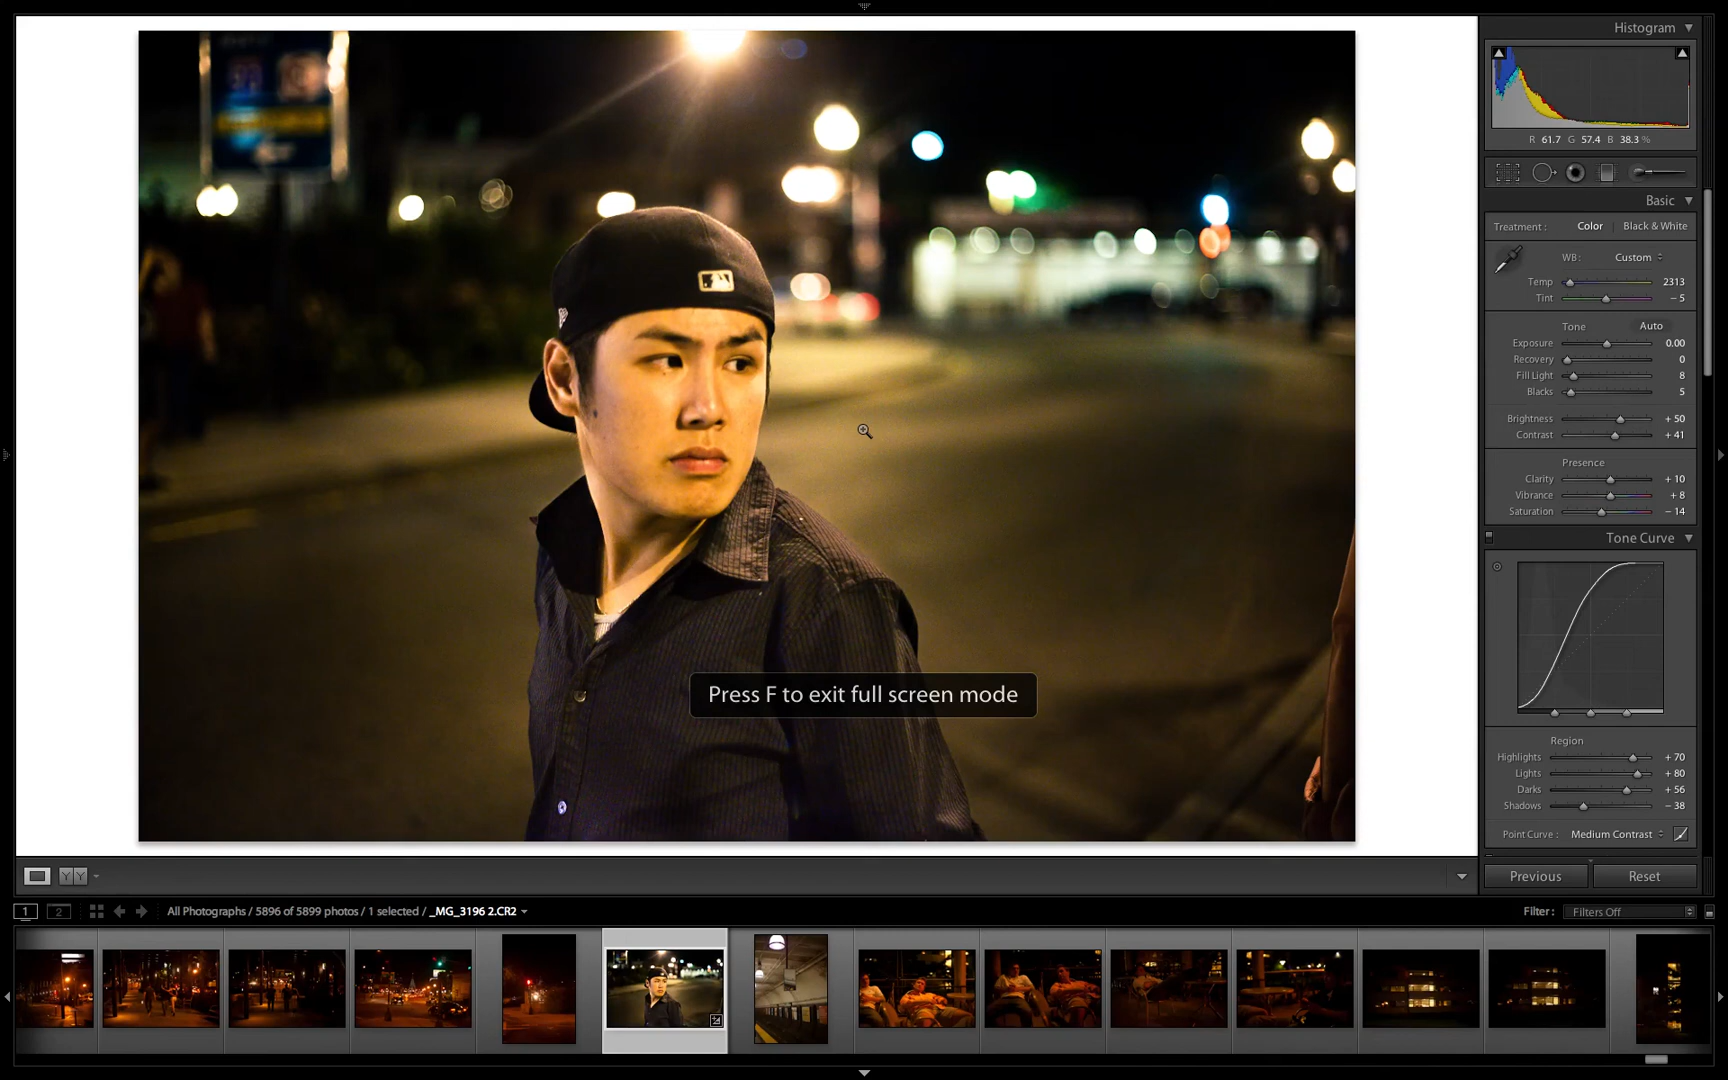 Histogram
R 61.7 G 57.4 B 38.3 %
Basic
Treatment : Color | Black & White
WB : Custom
Temp 2313
Tint − 5
Tone Auto
Exposure 0.00
Recovery 0
Fill Light 8
Blacks 5
Brightness + 50
Contrast + 41
Presence
Clarity + 10
Vibrance + 8
Saturation − 14
Tone Curve
Region
Highlights + 70
Lights + 80
Darks + 56
Shadows − 38
Point Curve : Medium Contrast
Press F to exit full screen mode
Y Y
Previous Reset
1 2 All Photographs / 5896 of 5899 photos / 1 selected / _MG_3196 2.CR2
Filter : Filters Off